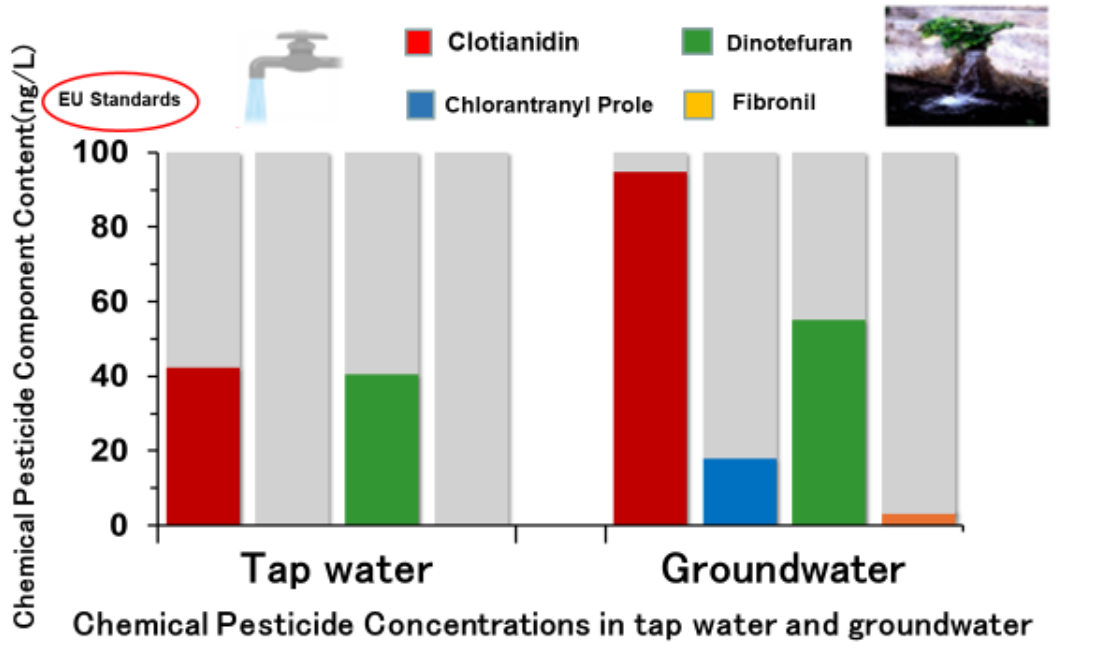 Chemical Pesticide Component Content(ng/L)
EU Standards
Clotianidin
Dinotefuran
Chlorantranyl Prole
Fibronil
100
80
60
40
20
0
Tap water
Groundwater
Chemical Pesticide Concentrations in tap water and groundwater